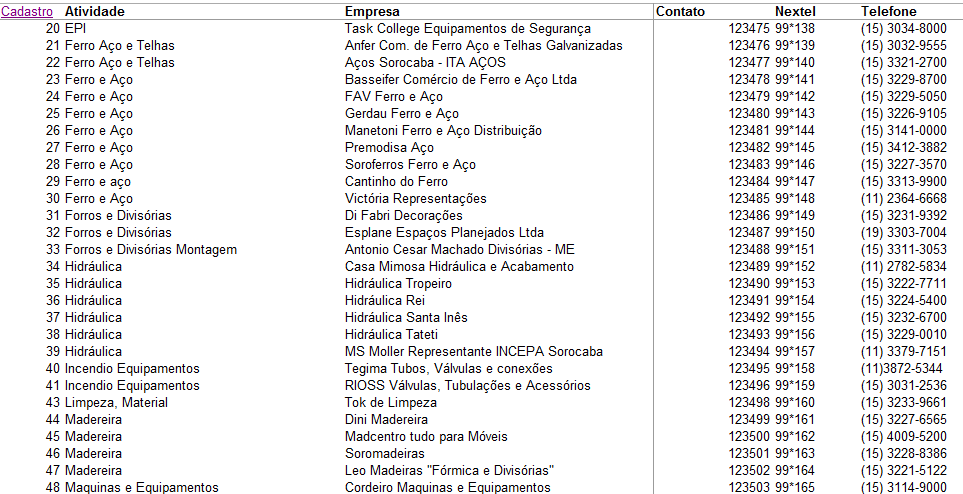 Cadastro Atividade Empresa Contato Nextel Telefone
20 EPI Task College Equipamentos de Segurança 123475 99*138 (15) 3034-8000
21 Ferro Aço e Telhas Anfer Com. de Ferro Aço e Telhas Galvanizadas 123476 99*139 (15) 3032-9555
22 Ferro Aço e Telhas Aços Sorocaba - ITA AÇOS 123477 99*140 (15) 3321-2700
23 Ferro e Aço Basseifer Comércio de Ferro e Aço Ltda 123478 99*141 (15) 3229-8700
24 Ferro e Aço FAV Ferro e Aço 123479 99*142 (15) 3229-5050
25 Ferro e Aço Gerdau Ferro e Aço 123480 99*143 (15) 3226-9105
26 Ferro e Aço Manetoni Ferro e Aço Distribuição 123481 99*144 (15) 3141-0000
27 Ferro e Aço Premodisa Aço 123482 99*145 (15) 3412-3882
28 Ferro e Aço Soroferros Ferro e Aço 123483 99*146 (15) 3227-3570
29 Ferro e aço Cantinho do Ferro 123484 99*147 (15) 3313-9900
30 Ferro e Aço Victória Representações 123485 99*148 (11) 2364-6668
31 Forros e Divisórias Di Fabri Decorações 123486 99*149 (15) 3231-9392
32 Forros e Divisórias Esplane Espaços Planejados Ltda 123487 99*150 (19) 3303-7004
33 Forros e Divisórias Montagem Antonio Cesar Machado Divisórias - ME 123488 99*151 (15) 3311-3053
34 Hidráulica Casa Mimosa Hidráulica e Acabamento 123489 99*152 (11) 2782-5834
35 Hidráulica Hidráulica Tropeiro 123490 99*153 (15) 3222-7711
36 Hidráulica Hidráulica Rei 123491 99*154 (15) 3224-5400
37 Hidráulica Hidráulica Santa Inês 123492 99*155 (15) 3232-6700
38 Hidráulica Hidráulica Tateti 123493 99*156 (15) 3229-0010
39 Hidráulica MS Moller Representante INCEPA Sorocaba 123494 99*157 (11) 3379-7151
40 Incendio Equipamentos Tegima Tubos, Válvulas e conexões 123495 99*158 (11)3872-5344
41 Incendio Equipamentos RIOSS Válvulas, Tubulações e Acessórios 123496 99*159 (15) 3031-2536
43 Limpeza, Material Tok de Limpeza 123498 99*160 (15) 3233-9661
44 Madereira Dini Madereira 123499 99*161 (15) 3227-6565
45 Madereira Madcentro tudo para Móveis 123500 99*162 (15) 4009-5200
46 Madereira Soromadeiras 123501 99*163 (15) 3228-8386
47 Madereira Leo Madeiras "Fórmica e Divisórias" 123502 99*164 (15) 3221-5122
48 Maquinas e Equipamentos Cordeiro Maquinas e Equipamentos 123503 99*165 (15) 3114-9000